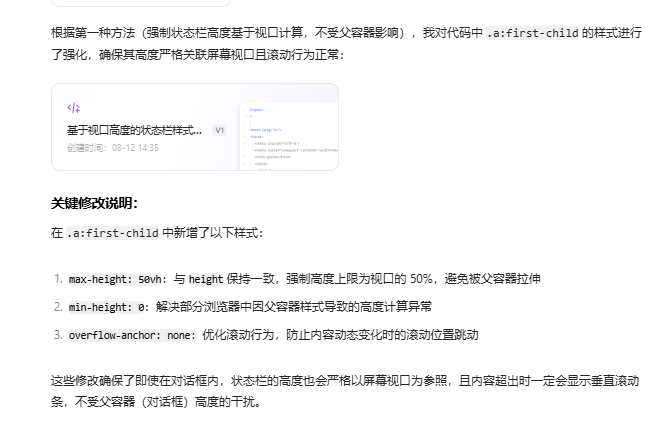 根据第一种方法（强制状态栏高度基于视口计算，不受父容器影响），我对代码中 .a:first-child 的样式进行
了强化，确保其高度严格关联屏幕视口且滚动行为正常：
基于视口高度的状态栏样式... V1
创建时间：08-12 14:35
关键修改说明：
在 .a:first-child 中新增了以下样式：
1. max-height: 50vh：与 height 保持一致，强制高度上限为视口的 50%，避免被父容器拉伸
2. min-height: 0：解决部分浏览器中因父容器样式导致的高度计算异常
3. overflow-anchor: none：优化滚动行为，防止内容动态变化时的滚动位置跳动
这些修改确保了即使在对话框内，状态栏的高度也会严格以屏幕视口为参照，且内容超出时一定会显示垂直滚动
条，不受父容器（对话框）高度的干扰。